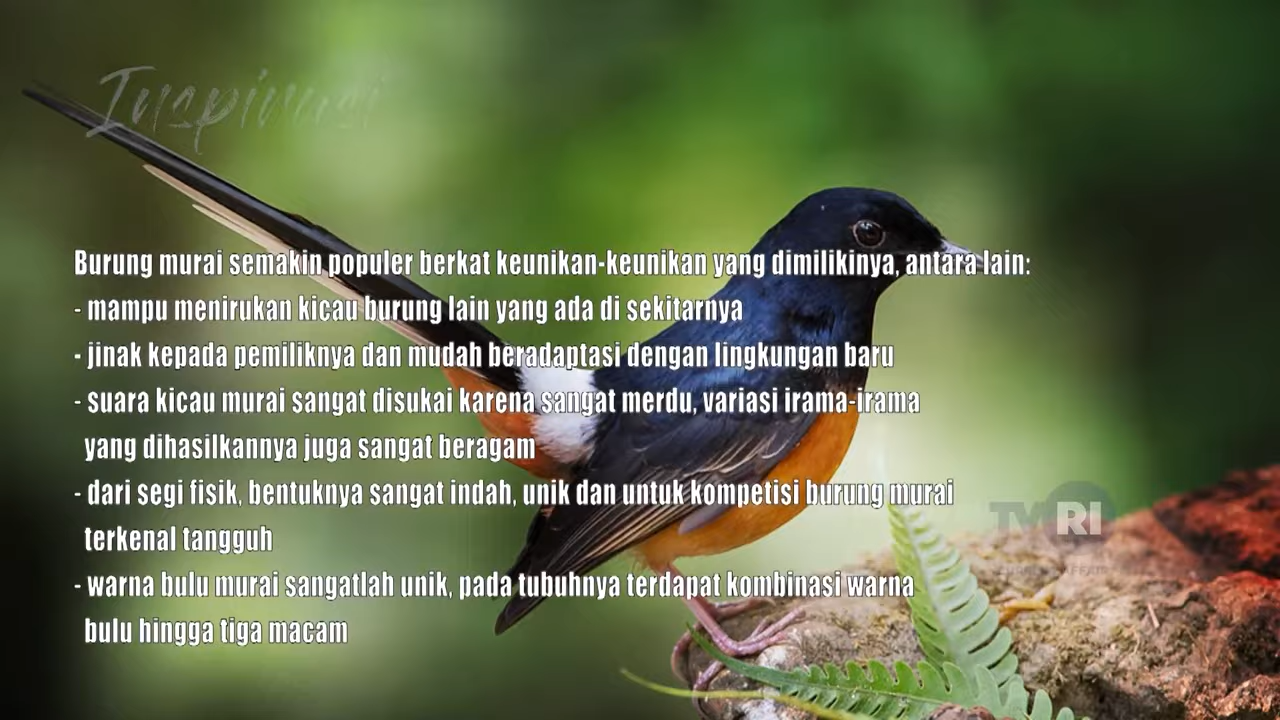 Inspirasi
Burung murai semakin populer berkat keunikan-keunikan yang dimilikinya, antara lain:
- mampu menirukan kicau burung lain yang ada di sekitarnya
- jinak kepada pemiliknya dan mudah beradaptasi dengan lingkungan baru
- suara kicau murai sangat disukai karena sangat merdu, variasi irama-irama
yang dihasilkannya juga sangat beragam
- dari segi fisik, bentuknya sangat indah, unik dan untuk kompetisi burung murai
terkenal tangguh
- warna bulu murai sangatlah unik, pada tubuhnya terdapat kombinasi warna
bulu hingga tiga macam
TVRI